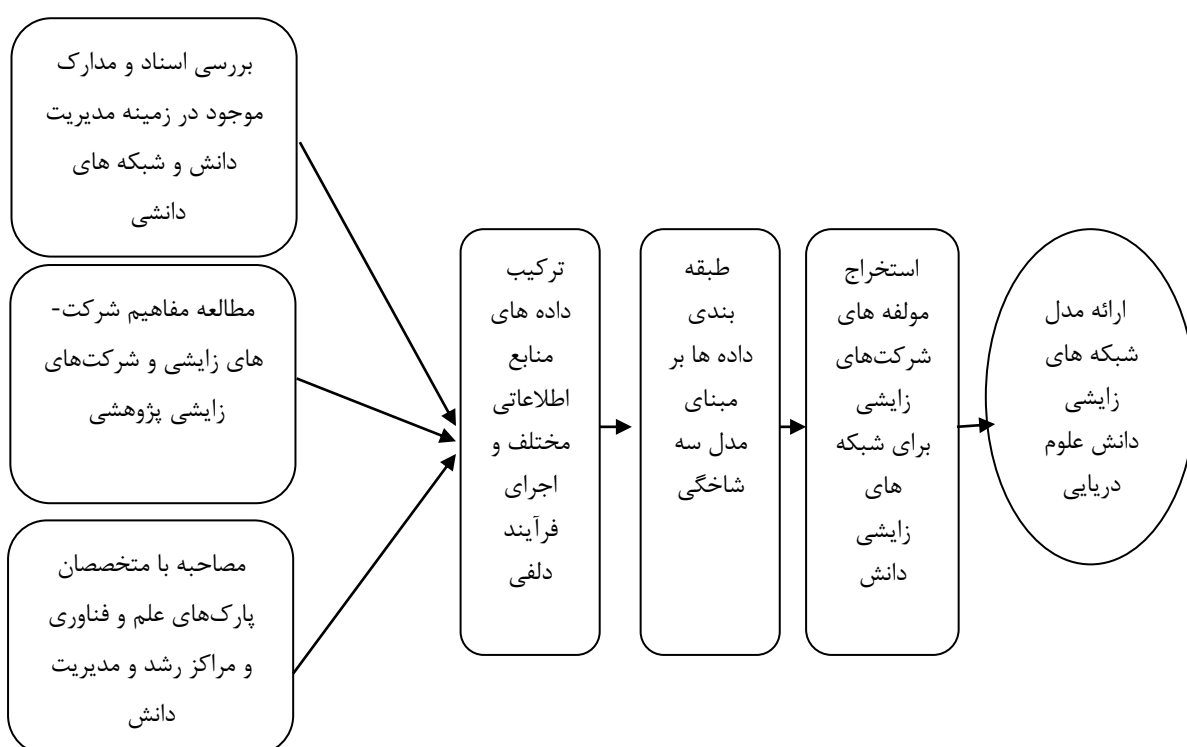 بررسی اسناد و مدارک
موجود در زمینه مدیریت
دانش و شبکه های
دانشی
مطالعه مفاهیم شرکت-
های زایشی و شرکت‌های
زایشی پژوهشی
مصاحبه با متخصصان
پارک‌های علم و فناوری
و مراکز رشد و مدیریت
دانش
ترکیب
داده های
منابع
اطلاعاتی
مختلف و
اجرای
فرآیند
دلفی
طبقه
بندی
داده ها بر
مبنای
مدل سه
شاخگی
استخراج
مولفه های
شرکت‌های
زایشی
برای شبکه
های
زایشی
دانش
ارائه مدل
شبکه های
زایشی
دانش علوم
دریایی